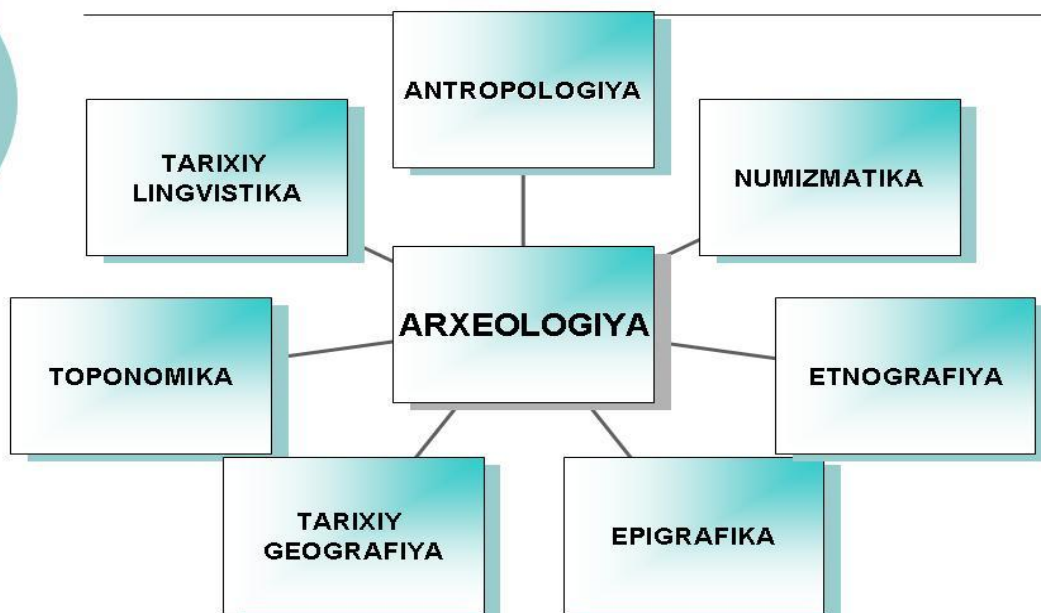 ANTROPOLOGIYA
TARIXIY
LINGVISTIKA
NUMIZMATIKA
ARXEOLOGIYA
TOPONOMIKA
ETNOGRAFIYA
TARIXIY
GEOGRAFIYA
EPIGRAFIKA